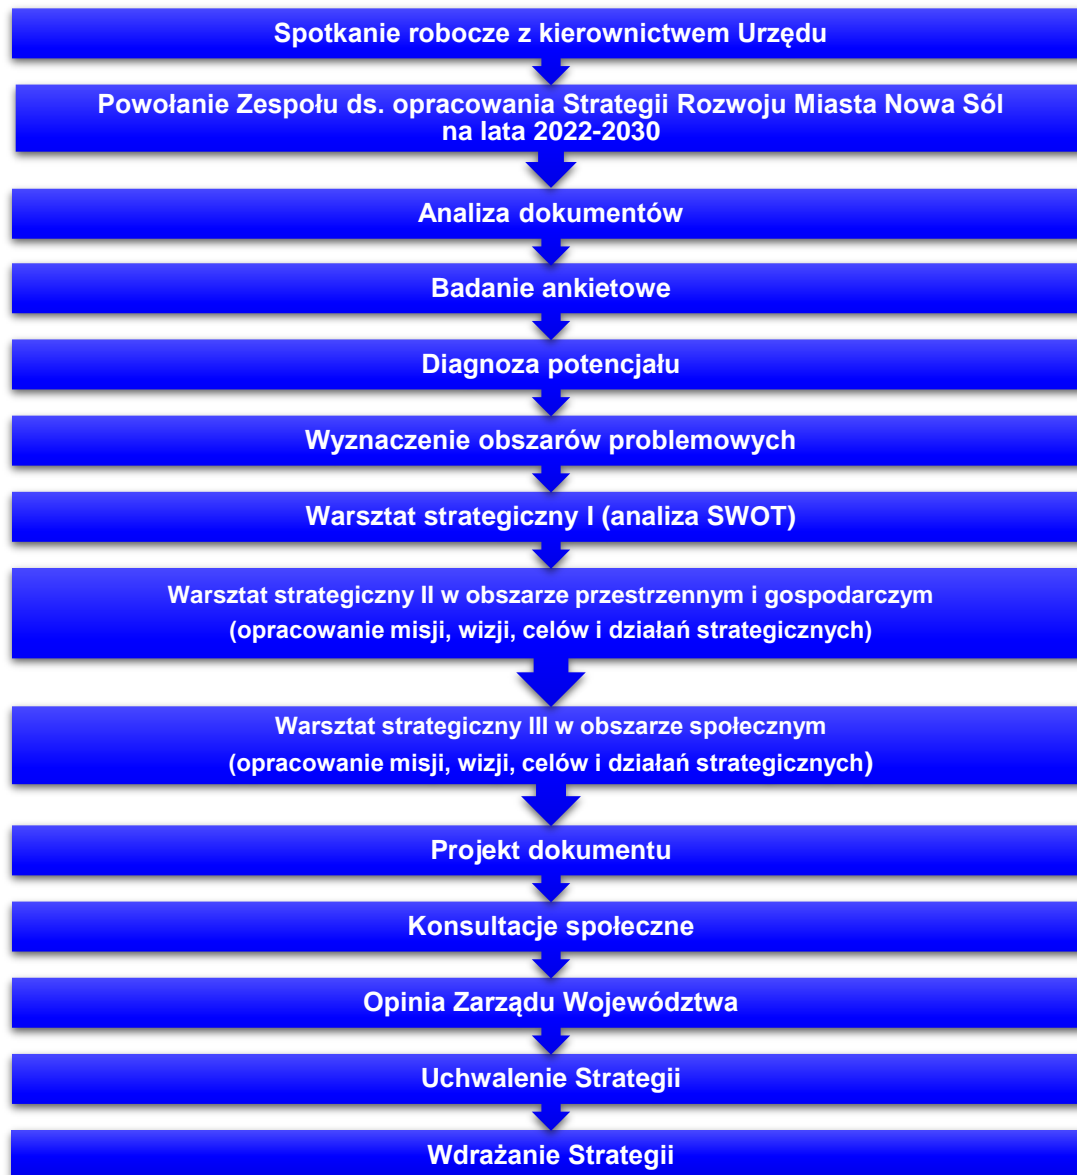 Spotkanie robocze z kierownictwem Urzędu
Powołanie Zespołu ds. opracowania Strategii Rozwoju Miasta Nowa Sól
na lata 2022-2030
Analiza dokumentów
Badanie ankietowe
Diagnoza potencjału
Wyznaczenie obszarów problemowych
Warsztat strategiczny I (analiza SWOT)
Warsztat strategiczny II w obszarze przestrzennym i gospodarczym
(opracowanie misji, wizji, celów i działań strategicznych)
Warsztat strategiczny III w obszarze społecznym
(opracowanie misji, wizji, celów i działań strategicznych)
Projekt dokumentu
Konsultacje społeczne
Opinia Zarządu Województwa
Uchwalenie Strategii
Wdrażanie Strategii